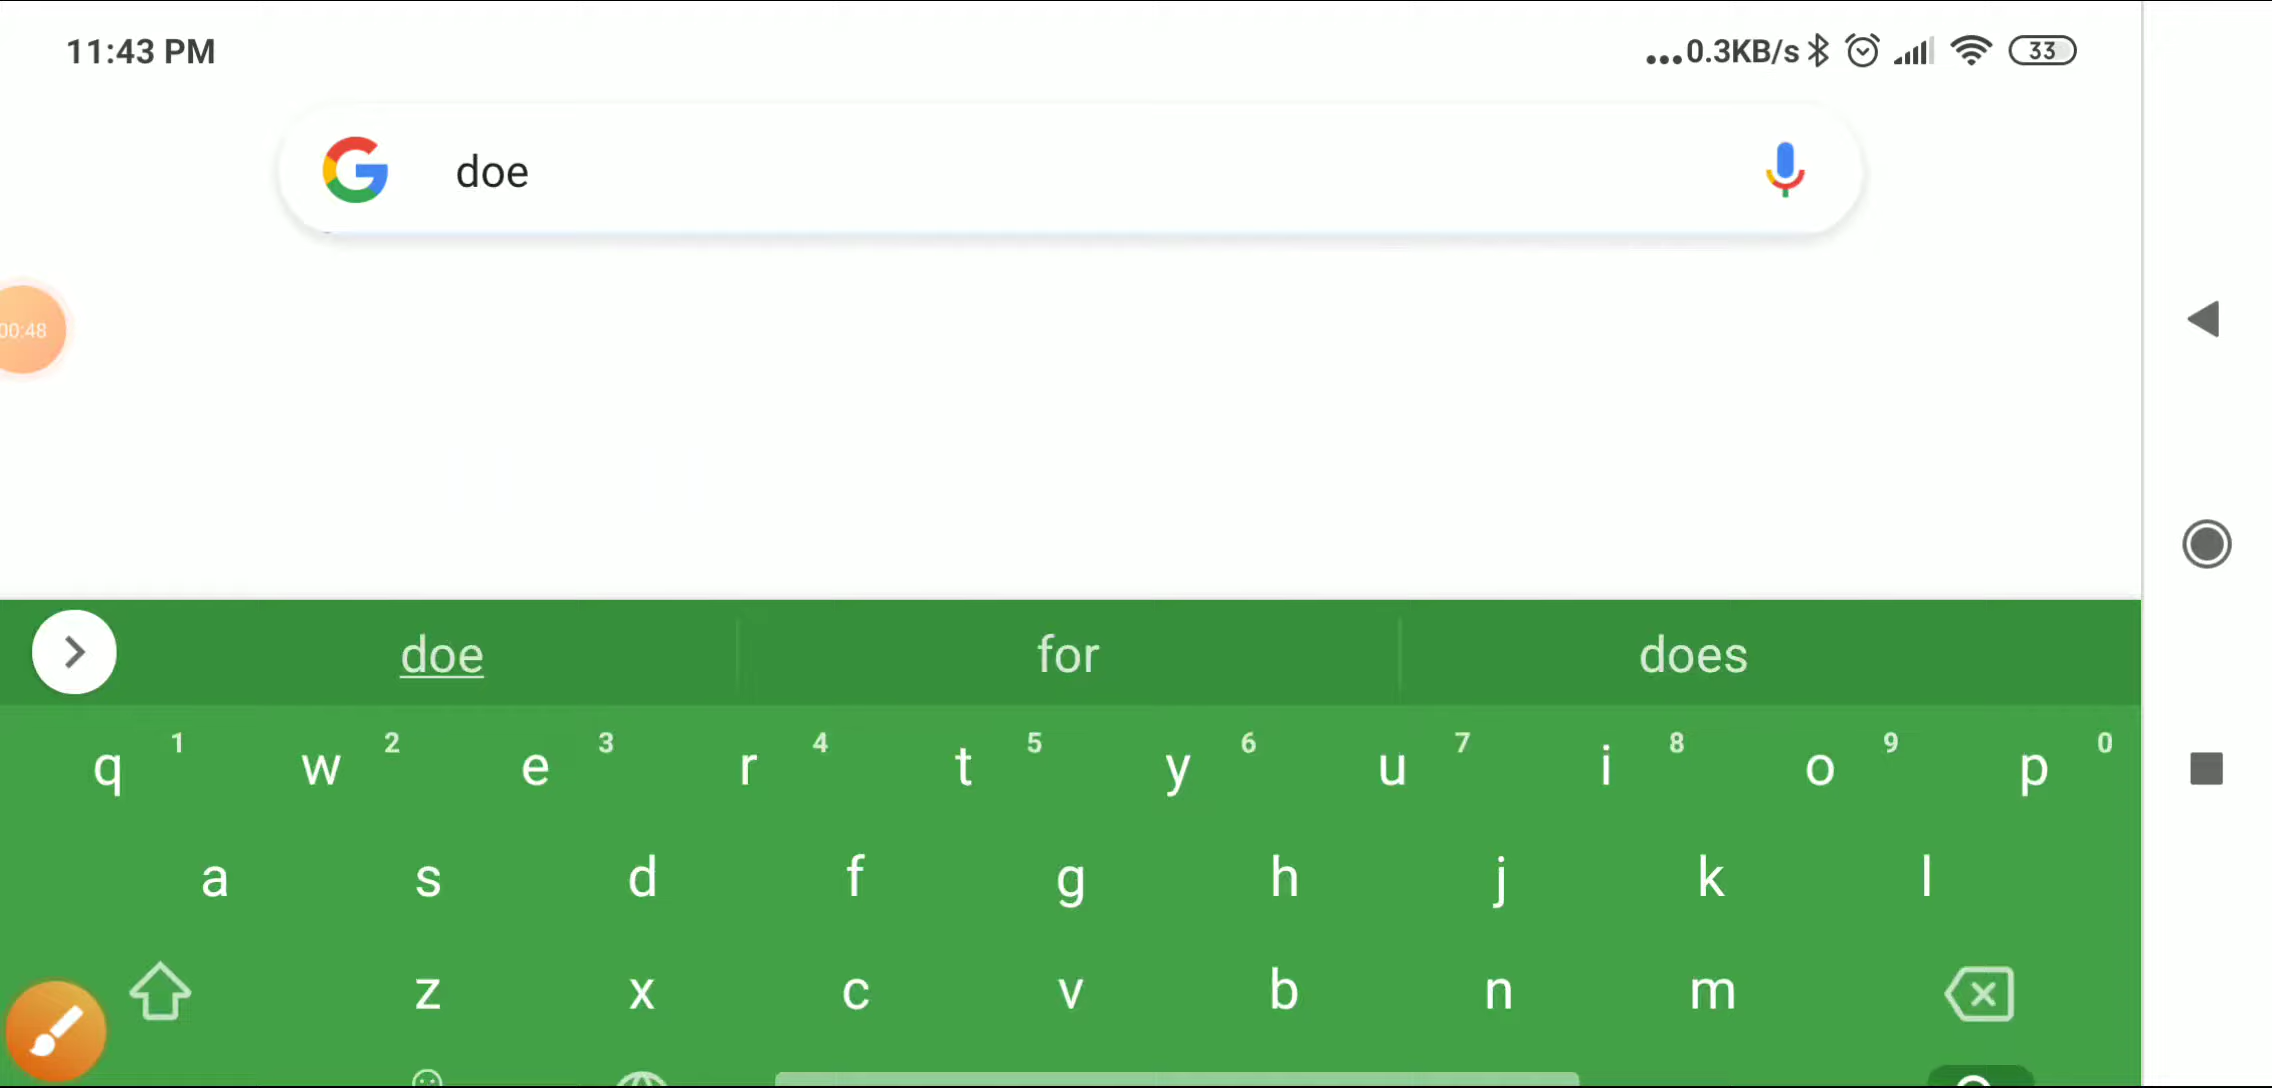 11:43 PM ...0.3KB/s 33
doe
00:48
doe for does
q 1 w 2 e 3 r 4 t 5 y 6 u 7 i 8 o 9 p 0
a s d f g h j k l
z x c v b n m